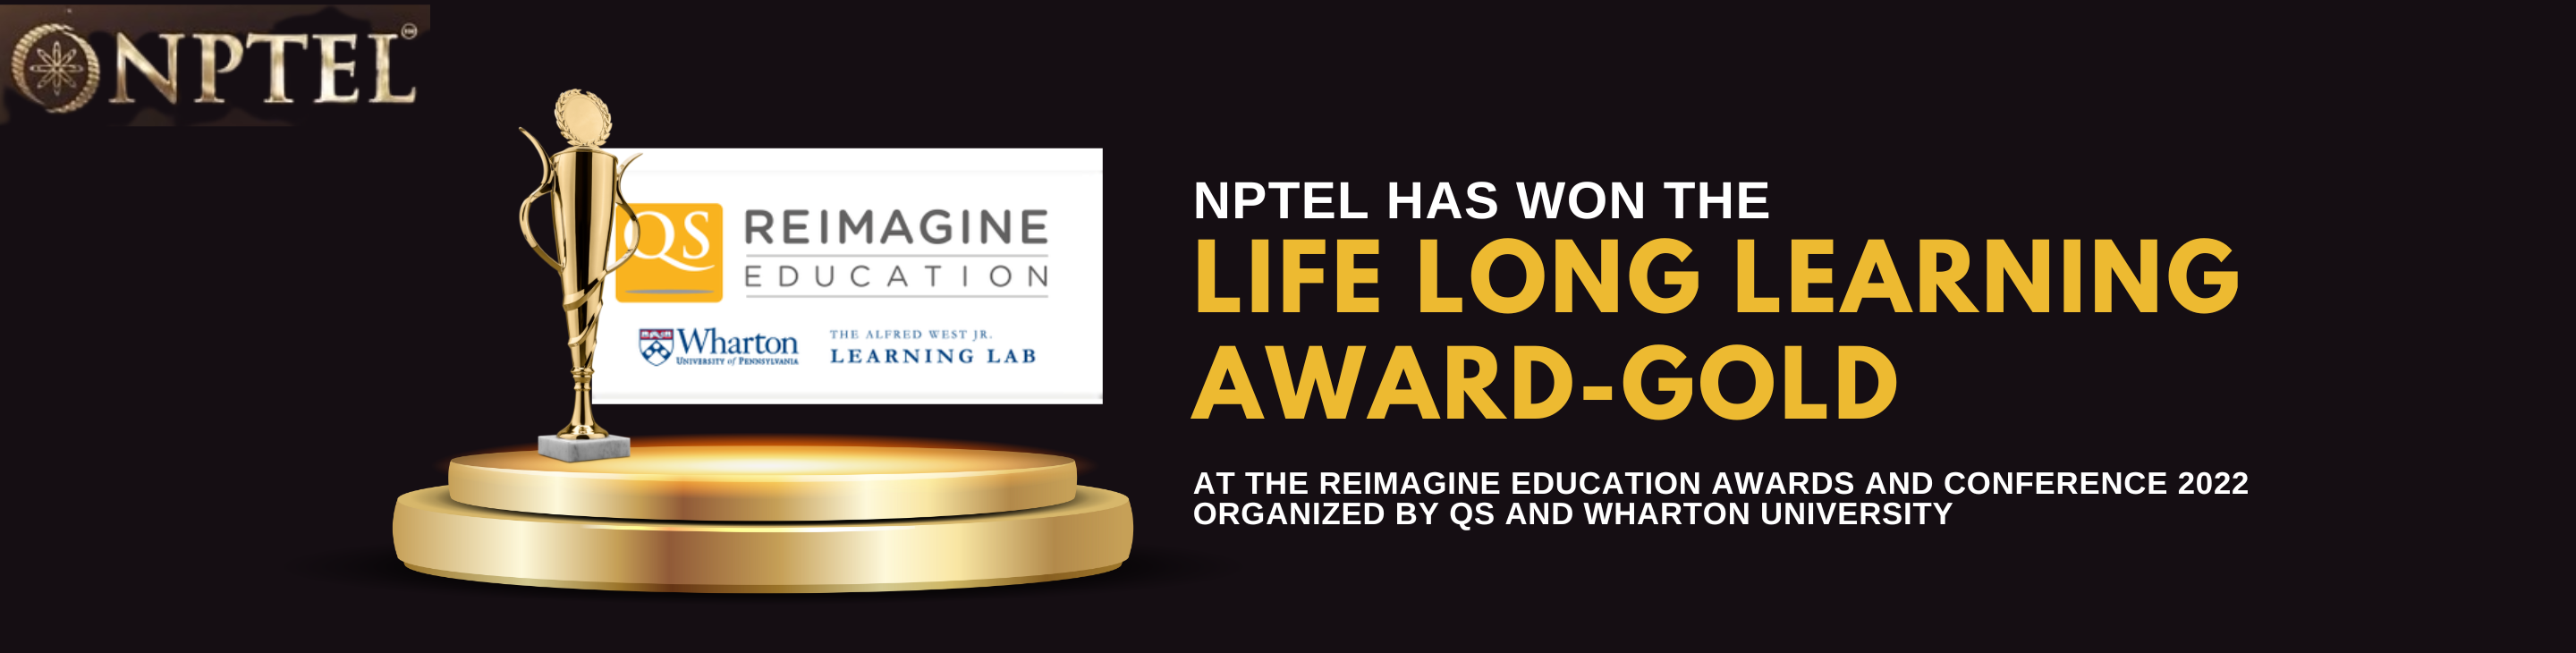 NPTEL
QS
REIMAGINE
EDUCATION
Wharton
UNIVERSITY of PENNSYLVANIA
THE ALFRED WEST JR.
LEARNING LAB
NPTEL HAS WON THE
LIFE LONG LEARNING
AWARD-GOLD
AT THE REIMAGINE EDUCATION AWARDS AND CONFERENCE 2022
ORGANIZED BY QS AND WHARTON UNIVERSITY